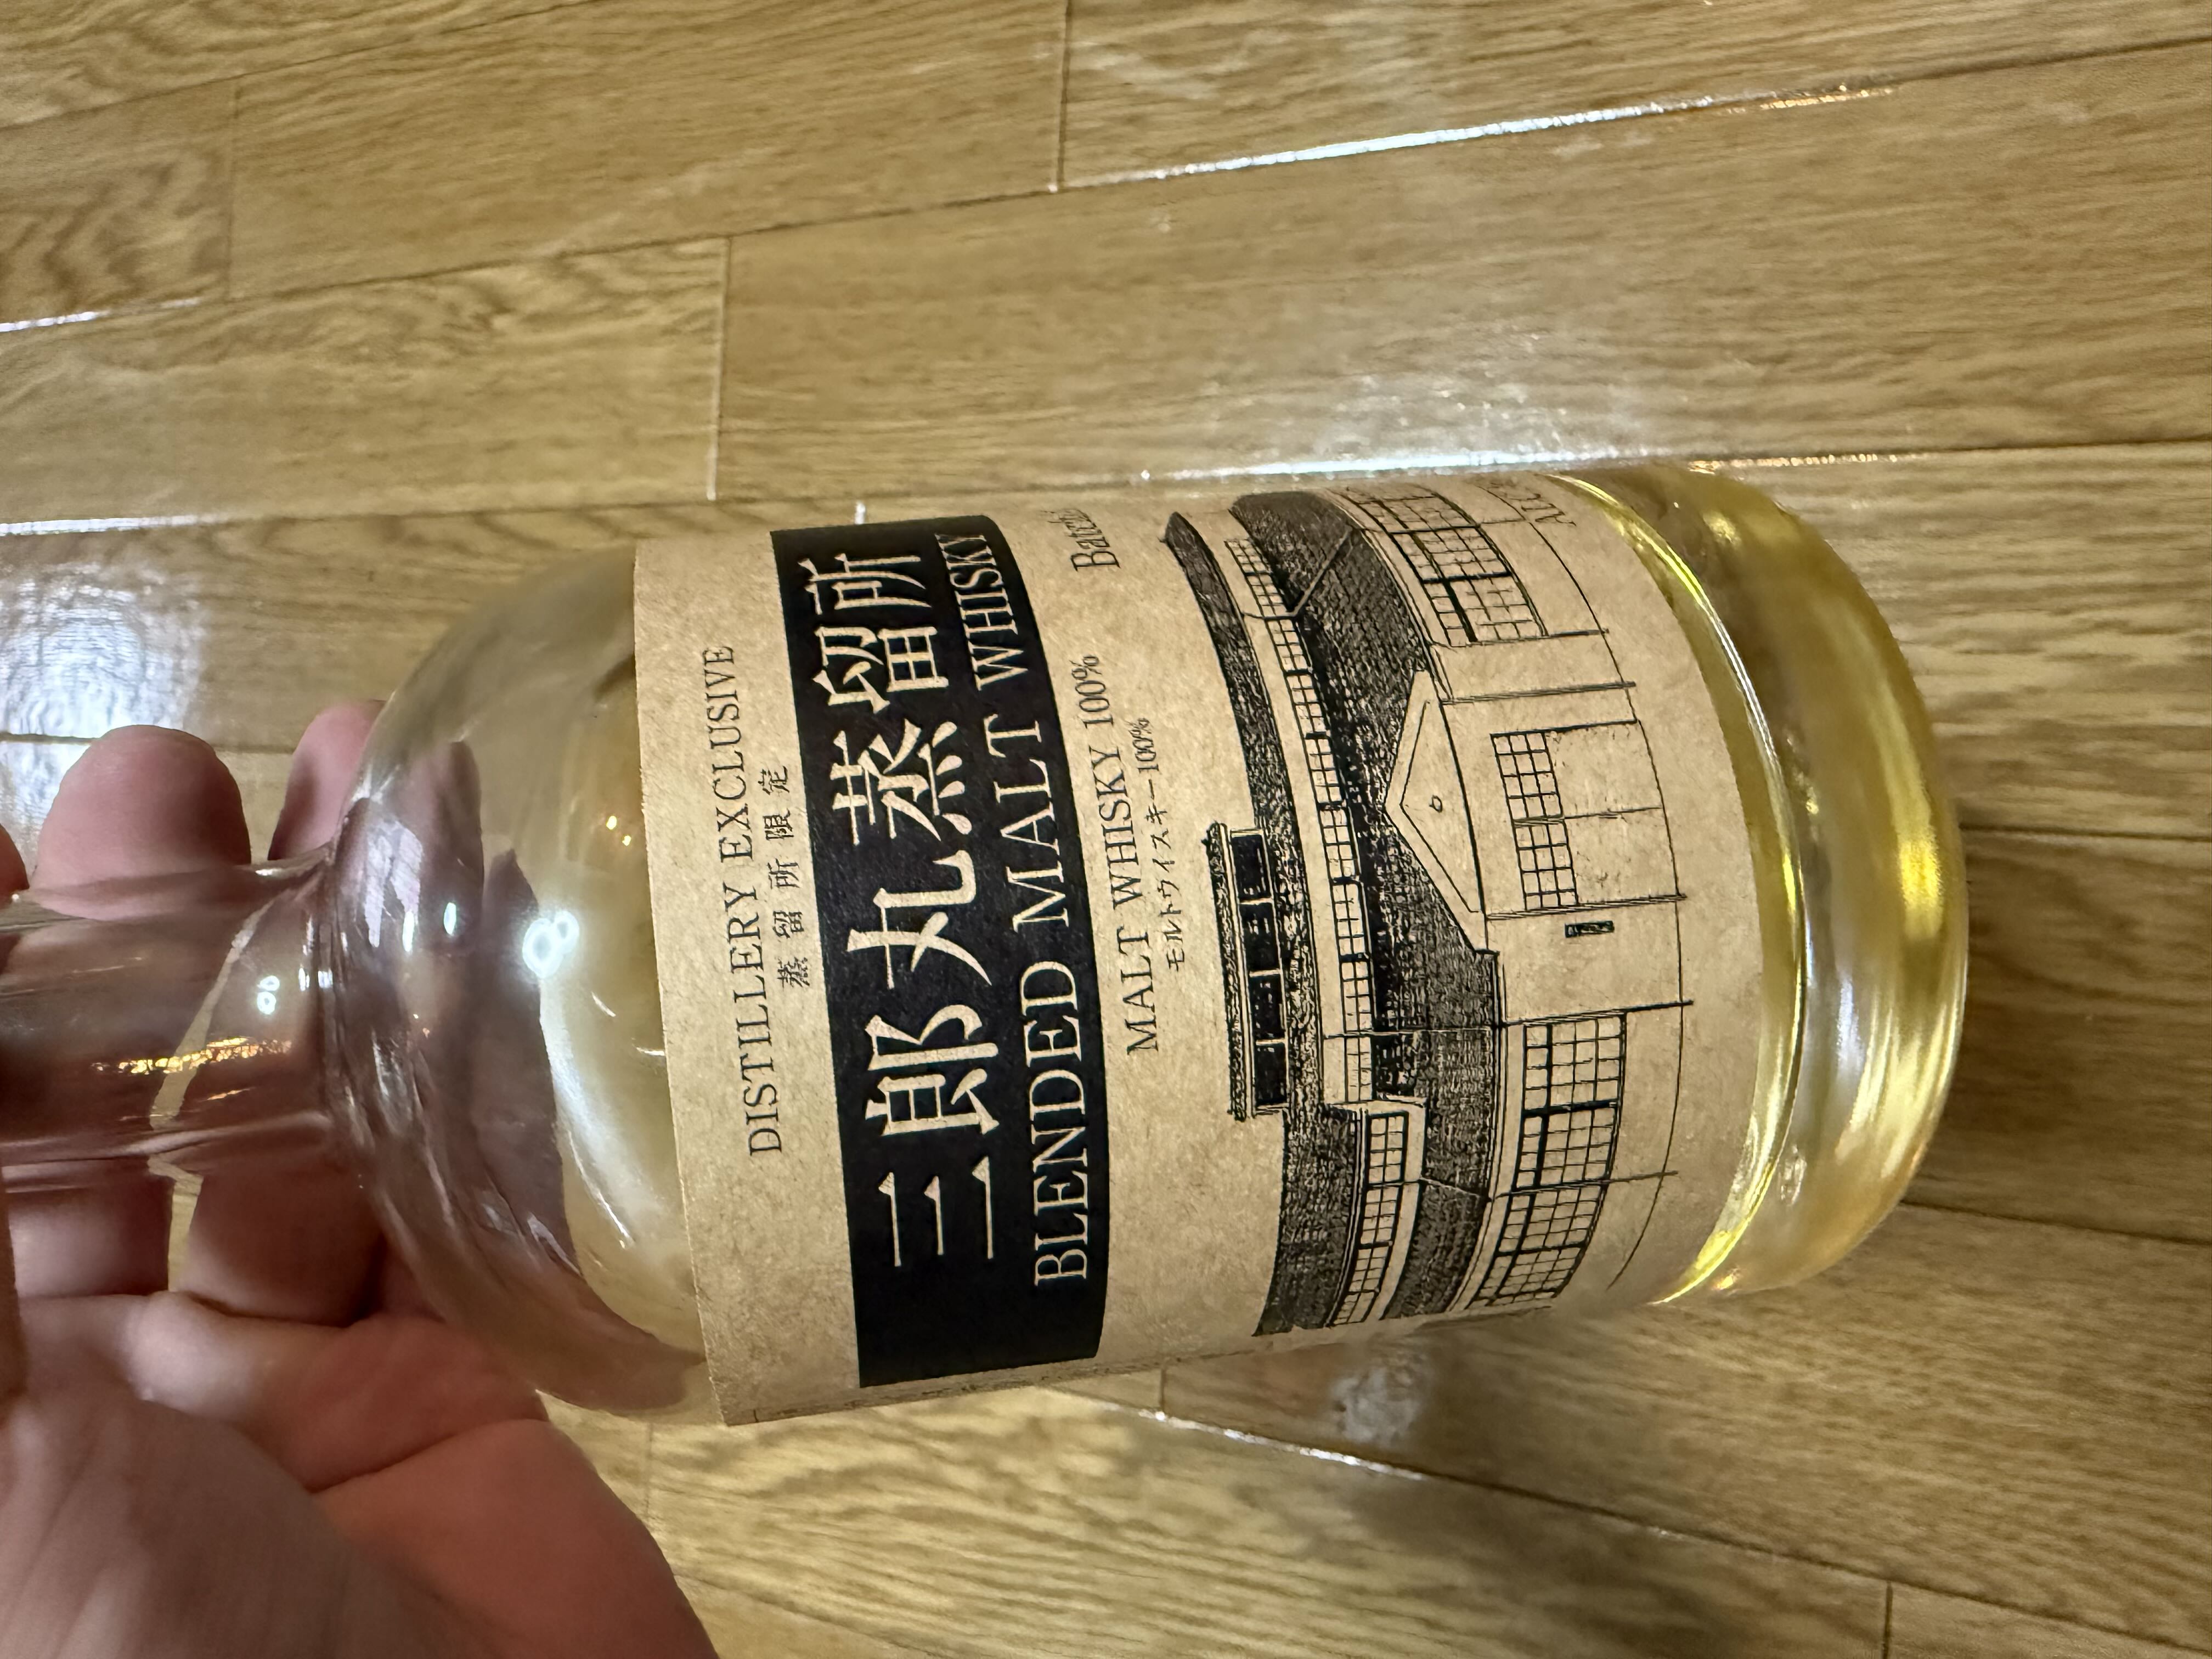 DISTILLERY EXCLUSIVE
蒸留所限定
三郎丸蒸留所
BLENDED MALT WHISKY
MALT WHISKY 100%
モルトウイスキー100%